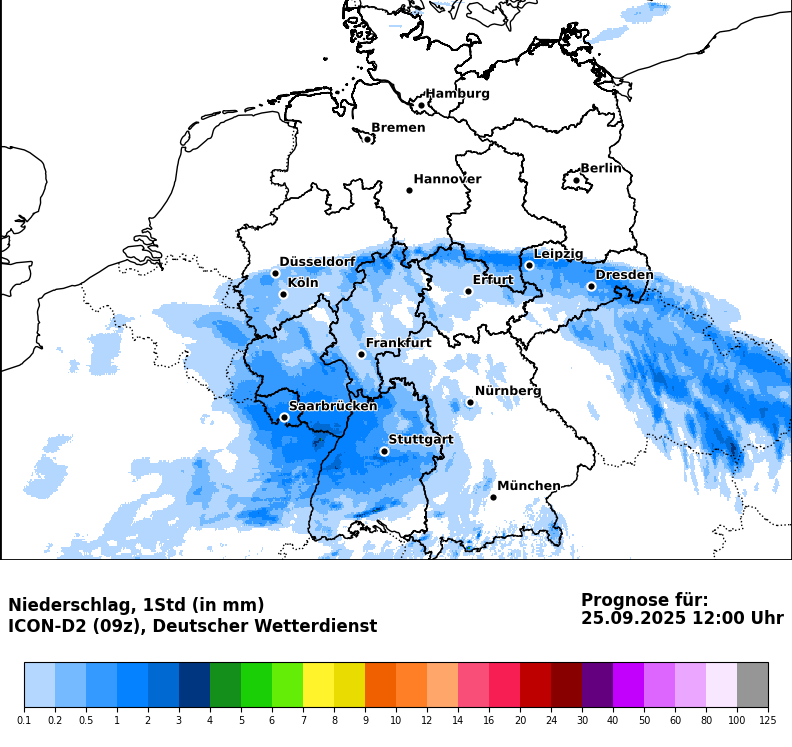 Hamburg
Bremen
Berlin
Hannover
Leipzig
Düsseldorf
Dresden
Erfurt
Köln
Frankfurt
Nürnberg
Saarbrücken
Stuttgart
München
Niederschlag, 1Std (in mm)
ICON-D2 (09z), Deutscher Wetterdienst
Prognose für:
25.09.2025 12:00 Uhr
0.1 0.2 0.5 1 2 3 4 5 6 7 8 9 10 12 14 16 20 24 30 40 50 60 80 100 125